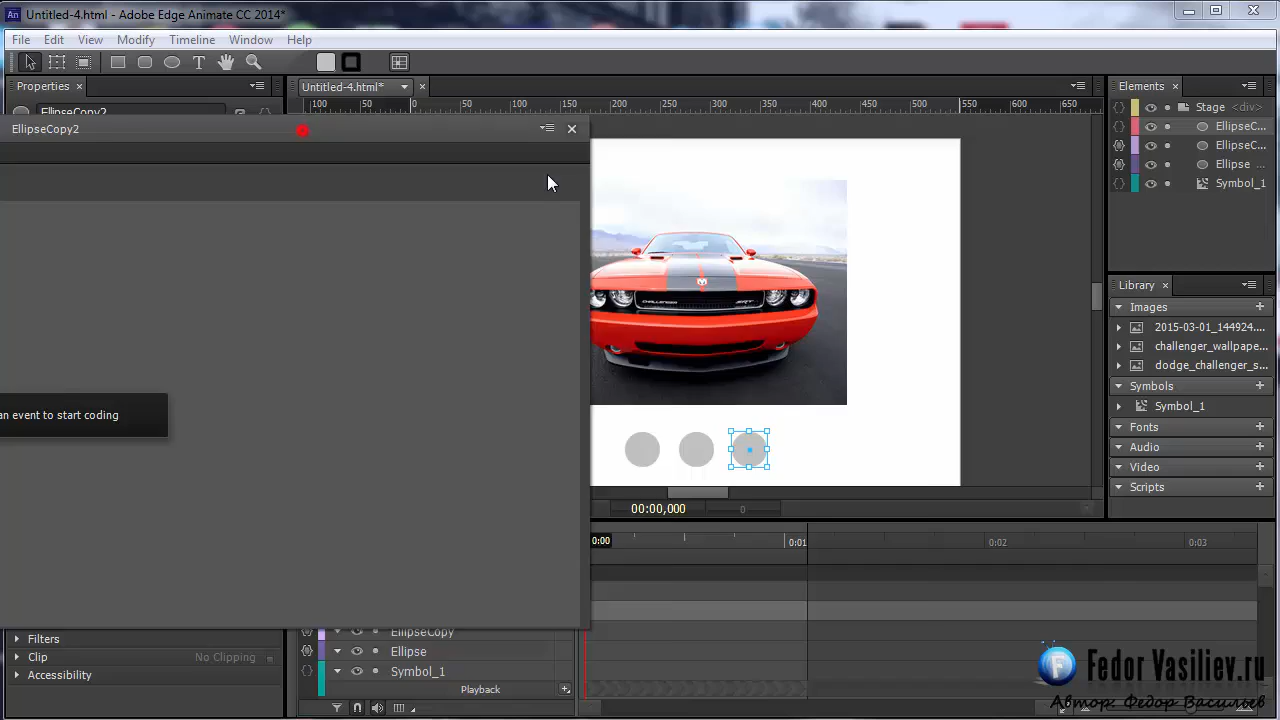 Untitled-4.html - Adobe Edge Animate CC 2014*
File Edit View Modify Timeline Window Help
T
Properties
Untitled-4.html*
Elements
EllipseCopy2
100 50 0 50 100 150 200 250 300 350 400 450 500 550 600 650
Stage <div>
EllipseCopy2
EllipseC...
EllipseC...
Ellipse ...
Symbol_1
CHALLENGER
SRT
Library
Images
2015-03-01_144924....
challenger_wallpape...
dodge_challenger_s...
Symbols
Symbol_1
Fonts
Audio
Video
Scripts
an event to start coding
00:00,000
0
0:00 0:01 0:02 0:03
Filters
Clip No Clipping
Accessibility
EllipseCopy
Ellipse
Symbol_1
Playback
Fedor Vasiliev.ru
Автор: Федор Васильев